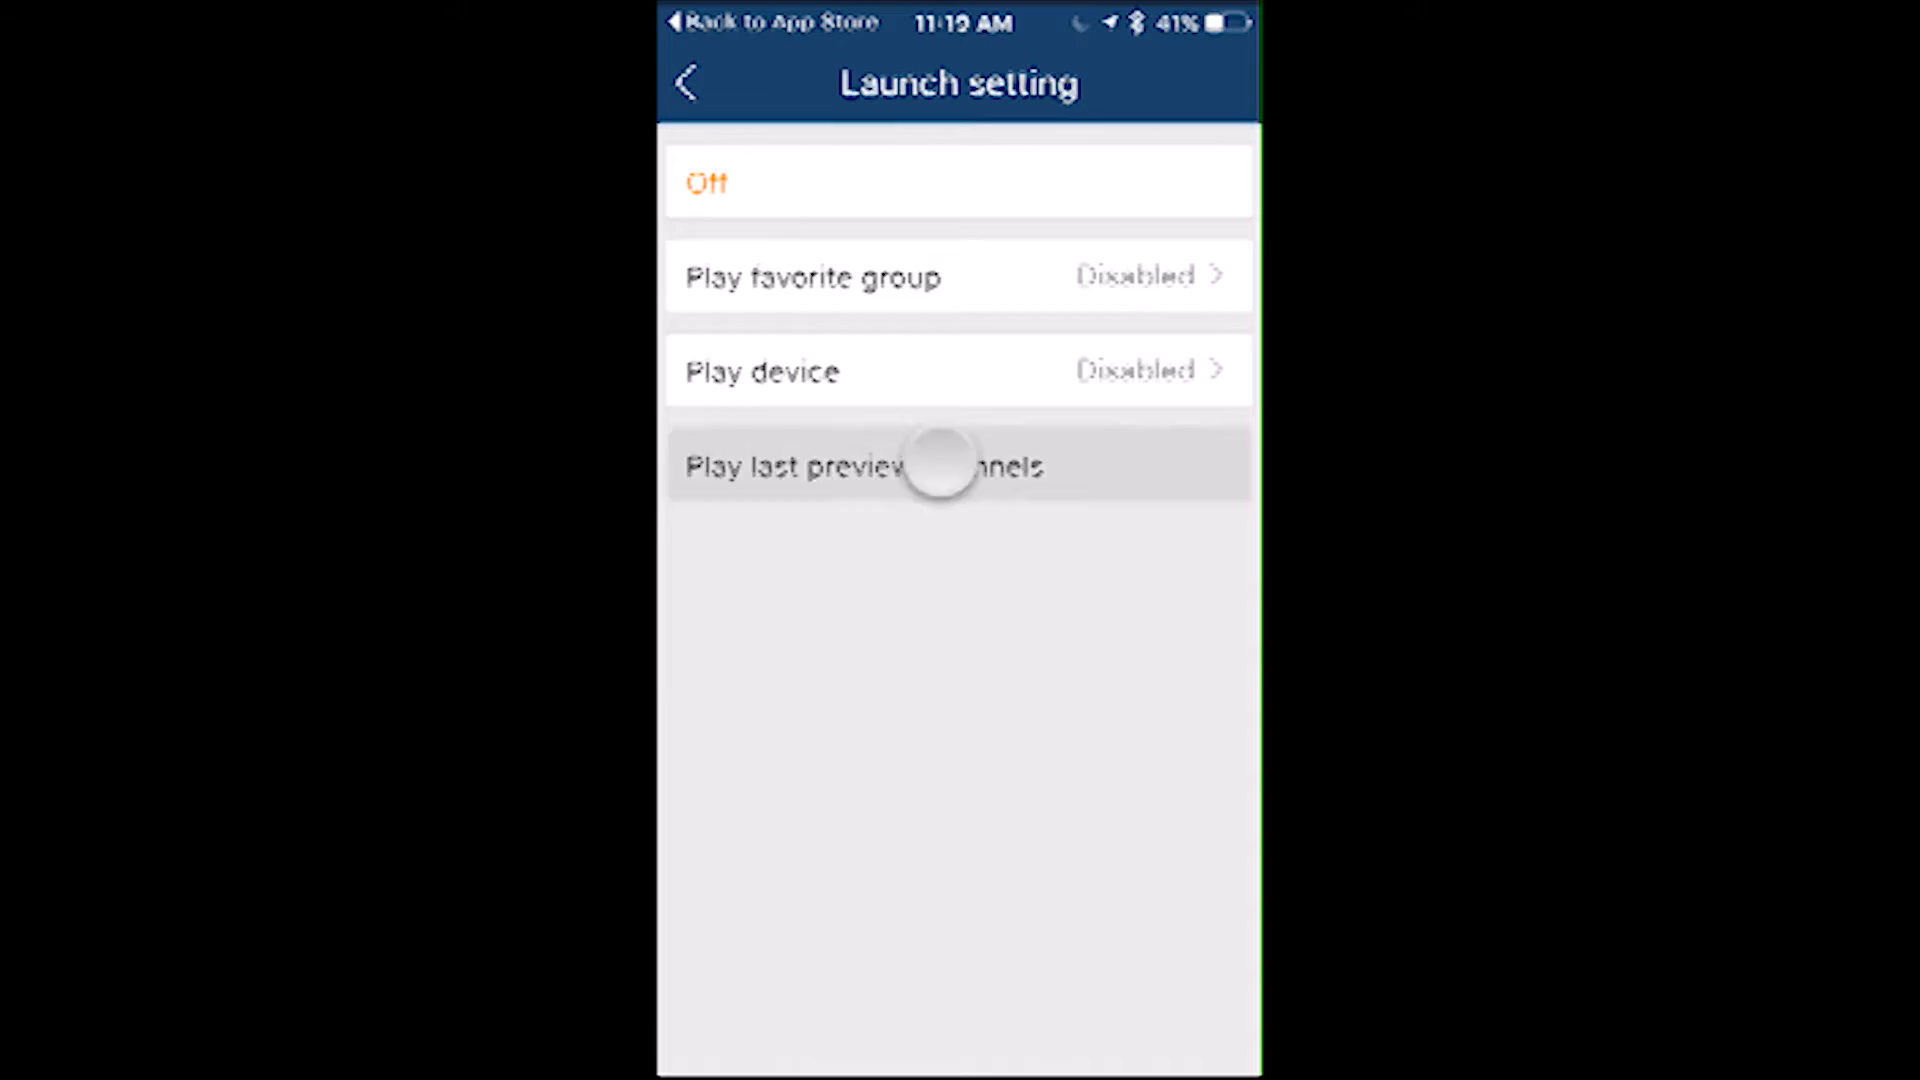 Back to App Store 11:19 AM 41%
Launch setting
Off
Play favorite group Disabled
Play device Disabled
Play last preview nnels